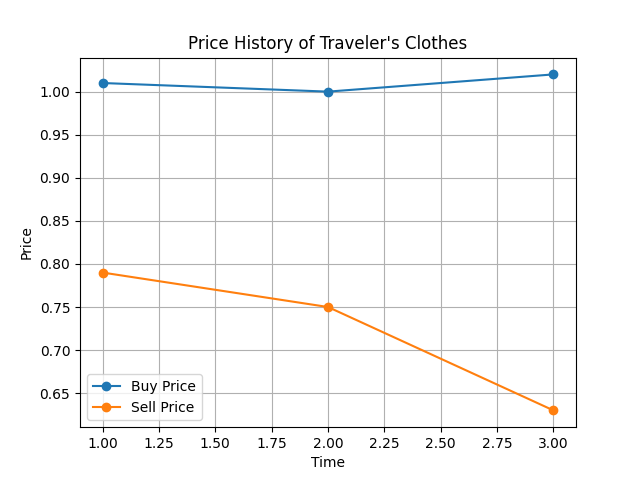 Price History of Traveler's Clothes
Price
1.00
0.95
0.90
0.85
0.80
0.75
0.70
0.65
Buy Price
Sell Price
1.00 1.25 1.50 1.75 2.00 2.25 2.50 2.75 3.00
Time